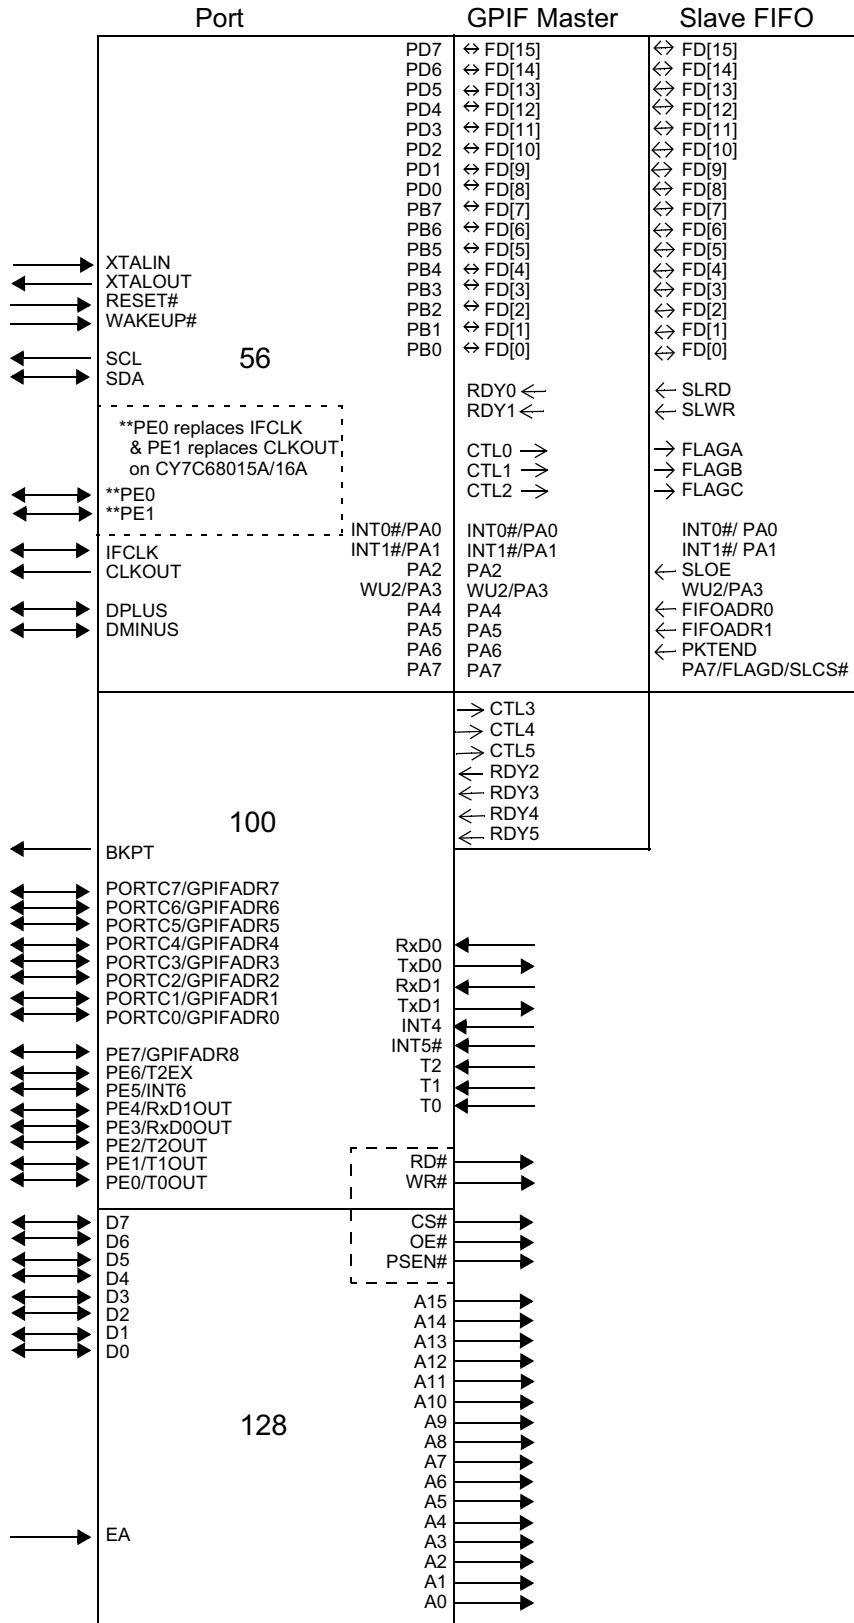 Port GPIF Master Slave FIFO
PD7 FD[15] FD[15]
PD6 FD[14] FD[14]
PD5 FD[13] FD[13]
PD4 FD[12] FD[12]
PD3 FD[11] FD[11]
PD2 FD[10] FD[10]
PD1 FD[9] FD[9]
PD0 FD[8] FD[8]
PB7 FD[7] FD[7]
PB6 FD[6] FD[6]
PB5 FD[5] FD[5]
XTALIN PB4 FD[4] FD[4]
XTALOUT PB3 FD[3] FD[3]
RESET# PB2 FD[2] FD[2]
WAKEUP# PB1 FD[1] FD[1]
SCL 56 PB0 FD[0] FD[0]
SDA
RDY0 SLRD
RDY1 SLWR
**PE0 replaces IFCLK
& PE1 replaces CLKOUT CTL0 FLAGA
on CY7C68015A/16A CTL1 FLAGB
**PE0 CTL2 FLAGC
**PE1
INT0#/PA0 INT0#/PA0 INT0#/ PA0
IFCLK INT1#/PA1 INT1#/PA1 INT1#/ PA1
CLKOUT PA2 PA2 SLOE
WU2/PA3 WU2/PA3 WU2/PA3
DPLUS PA4 PA4 FIFOADR0
DMINUS PA5 PA5 FIFOADR1
PA6 PA6 PKTEND
PA7 PA7 PA7/FLAGD/SLCS#
CTL3
CTL4
CTL5
RDY2
RDY3
100 RDY4
RDY5
BKPT
PORTC7/GPIFADR7
PORTC6/GPIFADR6
PORTC5/GPIFADR5
PORTC4/GPIFADR4 RxD0
PORTC3/GPIFADR3 TxD0
PORTC2/GPIFADR2 RxD1
PORTC1/GPIFADR1 TxD1
PORTC0/GPIFADR0 INT4
INT5#
PE7/GPIFADR8 T2
PE6/T2EX T1
PE5/INT6 T0
PE4/RxD1OUT
PE3/RxD0OUT
PE2/T2OUT
PE1/T1OUT RD#
PE0/T0OUT WR#
D7 CS#
D6 OE#
D5 PSEN#
D4
D3 A15
D2 A14
D1 A13
D0 A12
A11
A10
128 A9
A8
A7
A6
A5
A4
EA A3
A2
A1
A0